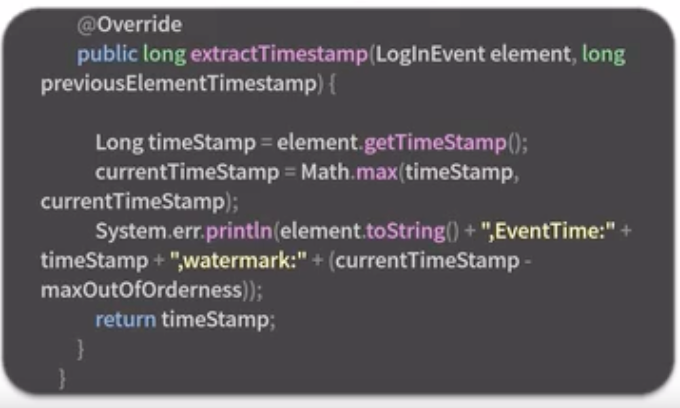 @Override
public long extractTimestamp(LogInEvent element, long
previousElementTimestamp) {
Long timeStamp = element.getTimeStamp();
currentTimeStamp = Math.max(timeStamp,
currentTimeStamp);
System.err.println(element.toString() + ",EventTime:" +
timeStamp + ",watermark:" + (currentTimeStamp -
maxOutOfOrderness));
return timeStamp;
}
}